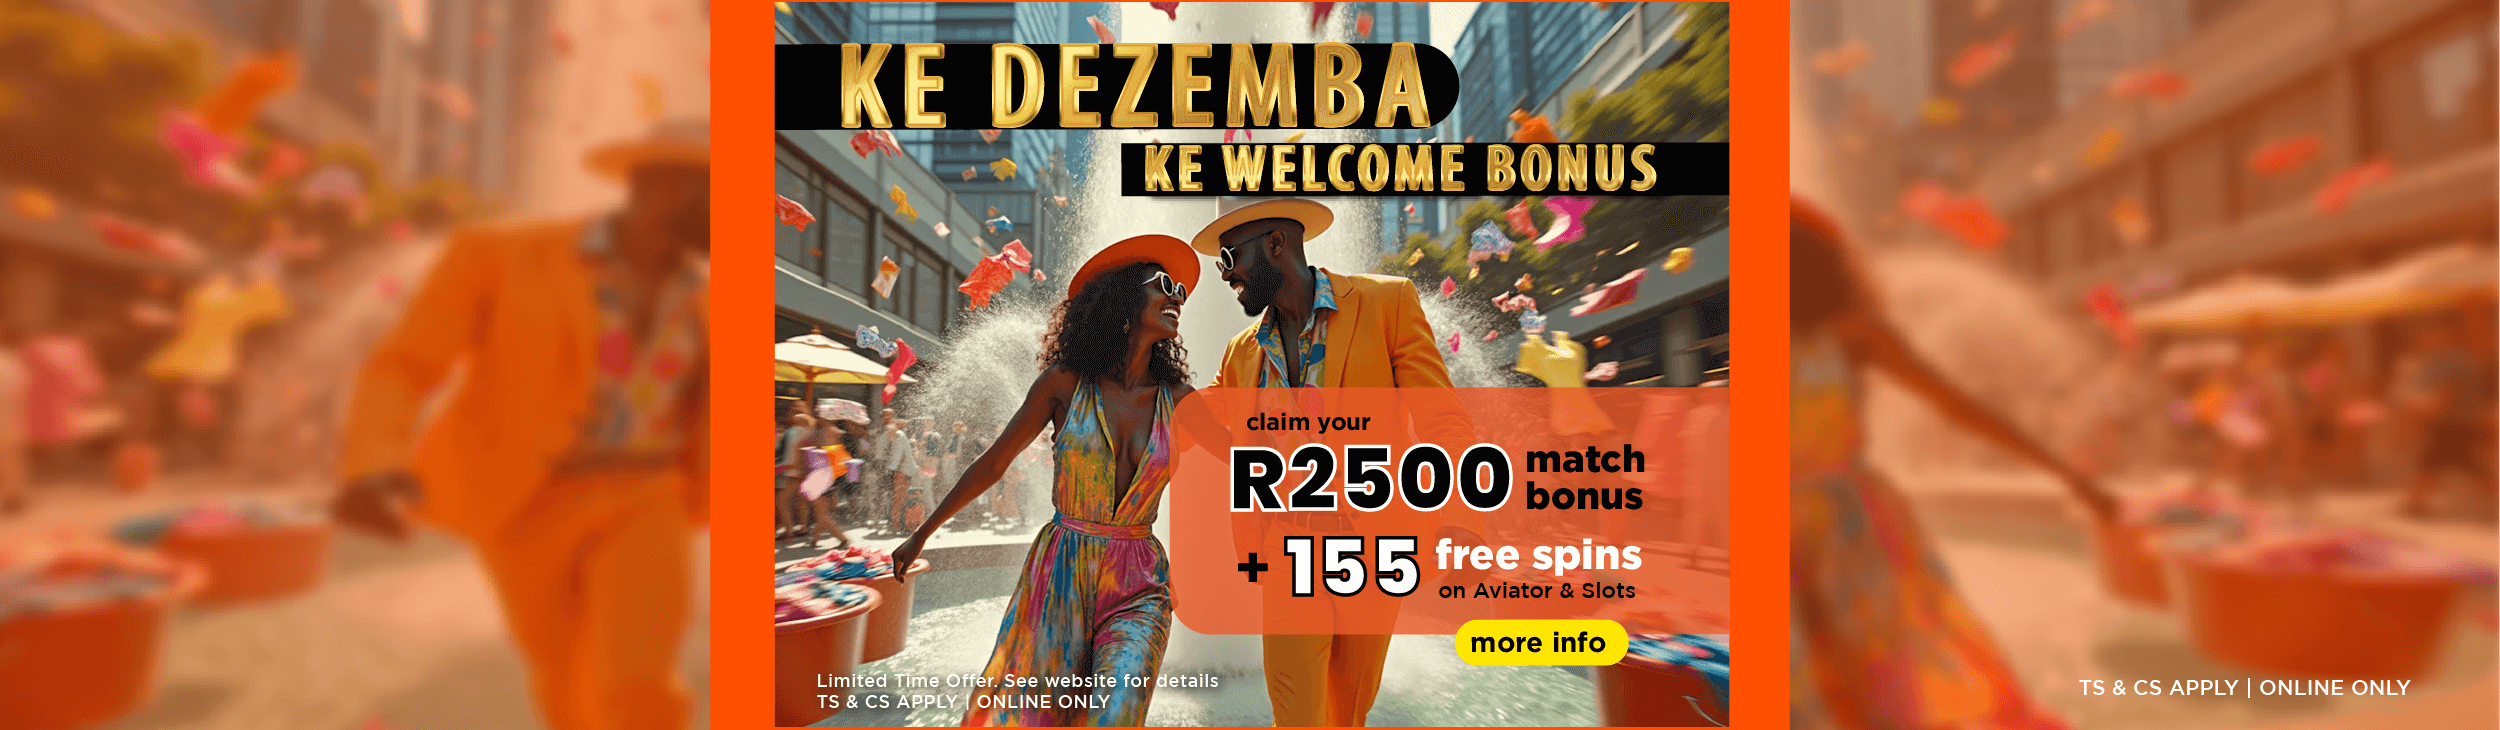 KE DEZEMBA
KE WELCOME BONUS
claim your
R2500 match bonus
+ 155 free spins
on Aviator & Slots
more info
Limited Time Offer. See website for details
TS & CS APPLY | ONLINE ONLY
TS & CS APPLY | ONLINE ONLY